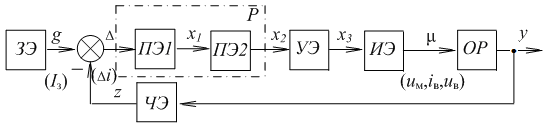 P
g Δ x₁ x₂ x₃ μ y
ЗЭ ПЭ1 ПЭ2 УЭ ИЭ ОР
(Iз) − (Δi) (uм,iв,uв)
z ЧЭ